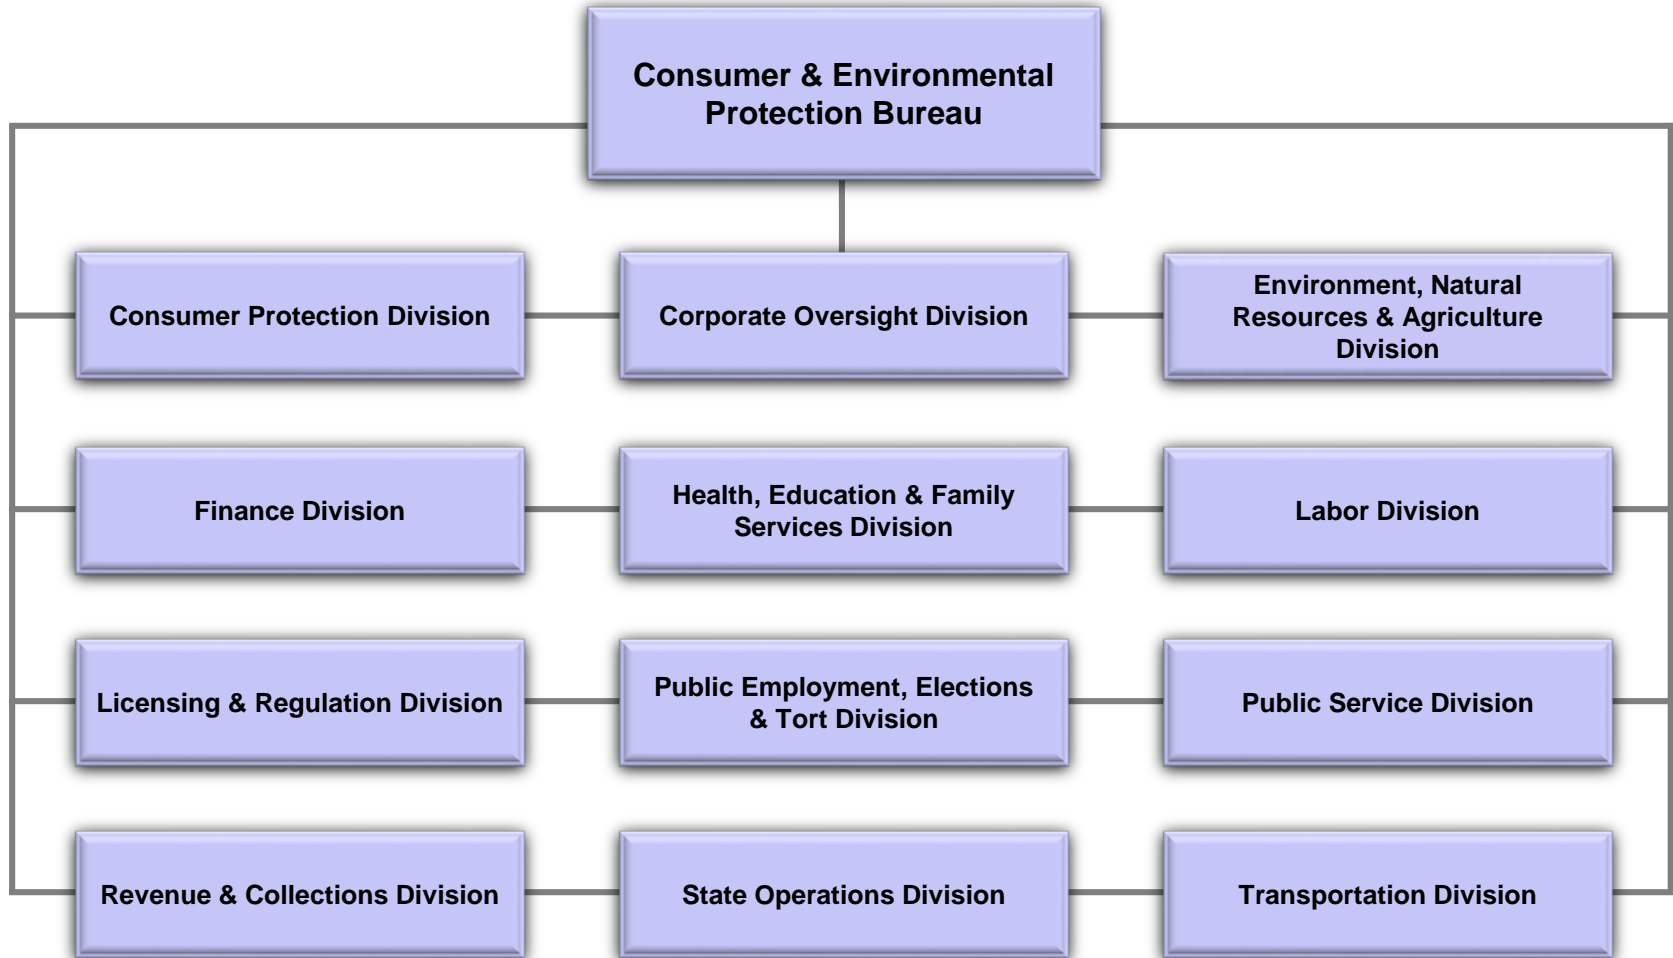 Consumer & Environmental
Protection Bureau
Consumer Protection Division
Corporate Oversight Division
Environment, Natural
Resources & Agriculture
Division
Finance Division
Health, Education & Family
Services Division
Labor Division
Licensing & Regulation Division
Public Employment, Elections
& Tort Division
Public Service Division
Revenue & Collections Division
State Operations Division
Transportation Division